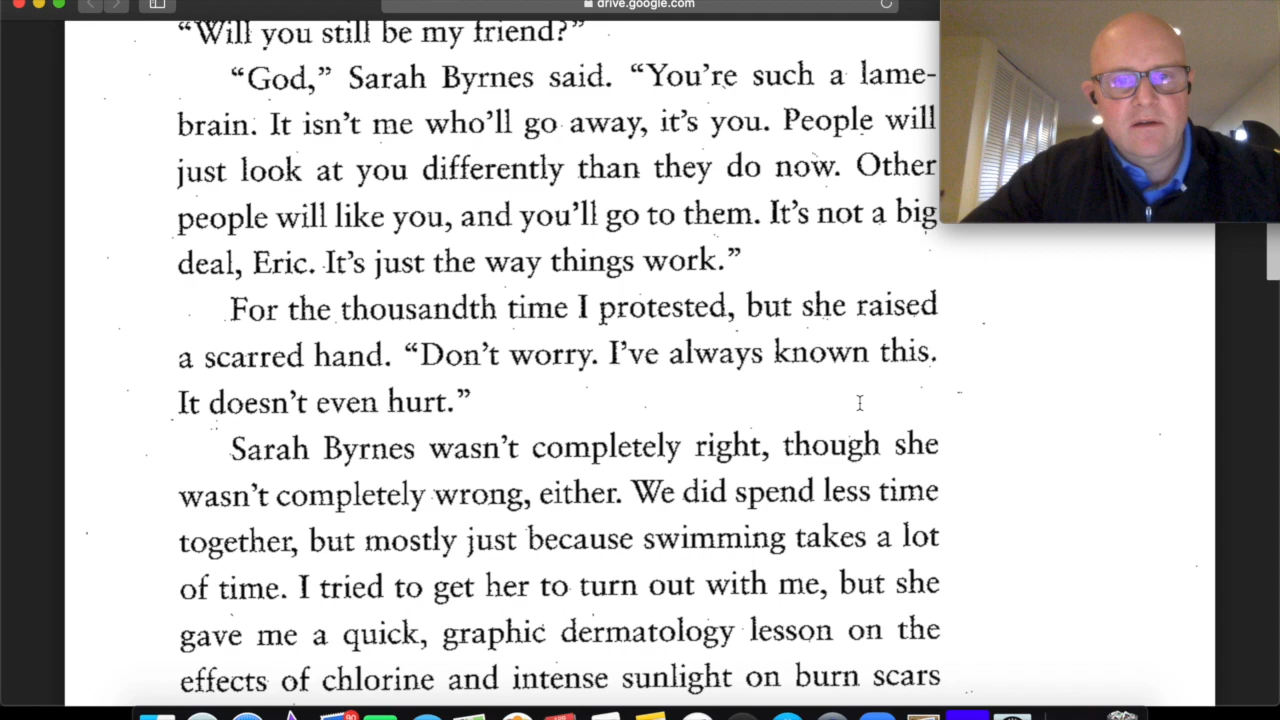 drive.google.com
“Will you still be my friend?”
“God,” Sarah Byrnes said. “You’re such a lame-
brain. It isn’t me who’ll go away, it’s you. People will
just look at you differently than they do now. Other
people will like you, and you’ll go to them. It’s not a big
deal, Eric. It’s just the way things work.”
For the thousandth time I protested, but she raised
a scarred hand. “Don’t worry. I’ve always known this.
It doesn’t even hurt.”
Sarah Byrnes wasn’t completely right, though she
wasn’t completely wrong, either. We did spend less time
together, but mostly just because swimming takes a lot
of time. I tried to get her to turn out with me, but she
gave me a quick, graphic dermatology lesson on the
effects of chlorine and intense sunlight on burn scars